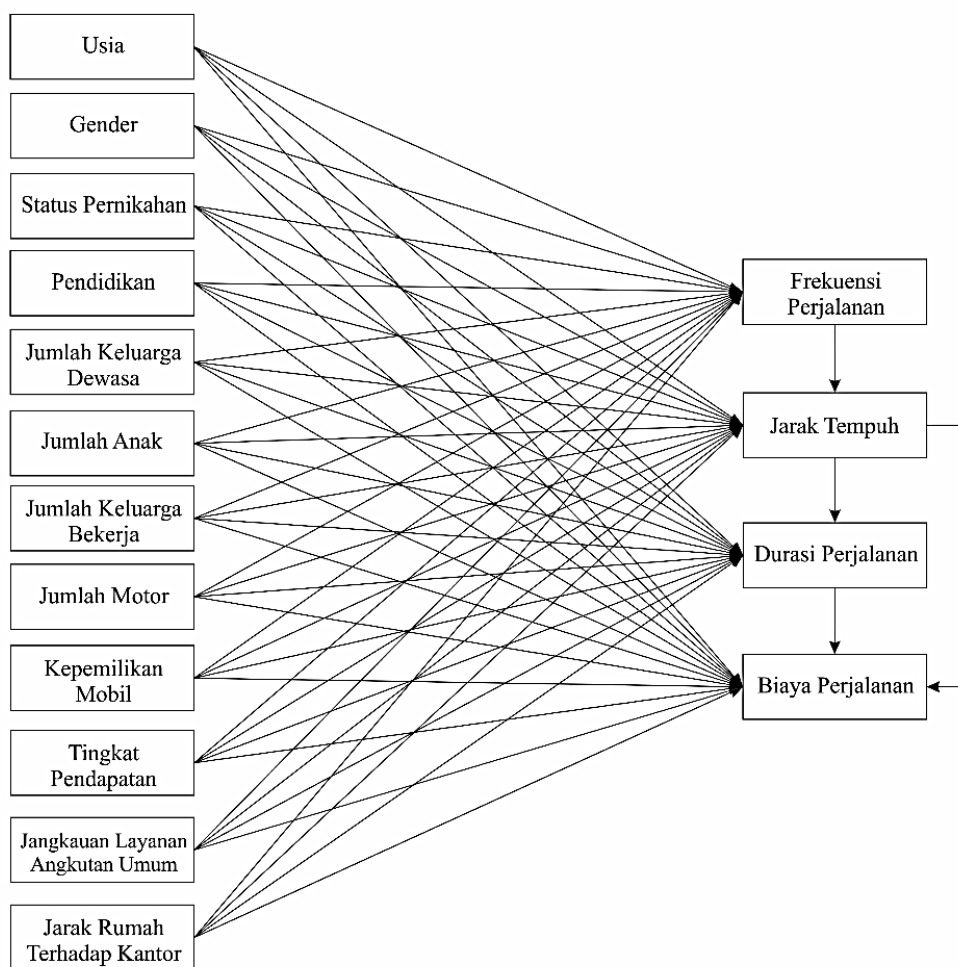 Usia
Gender
Status Pernikahan
Pendidikan
Jumlah Keluarga
Dewasa
Jumlah Anak
Jumlah Keluarga
Bekerja
Jumlah Motor
Kepemilikan
Mobil
Tingkat
Pendapatan
Jangkauan Layanan
Angkutan Umum
Jarak Rumah
Terhadap Kantor
Frekuensi
Perjalanan
Jarak Tempuh
Durasi Perjalanan
Biaya Perjalanan